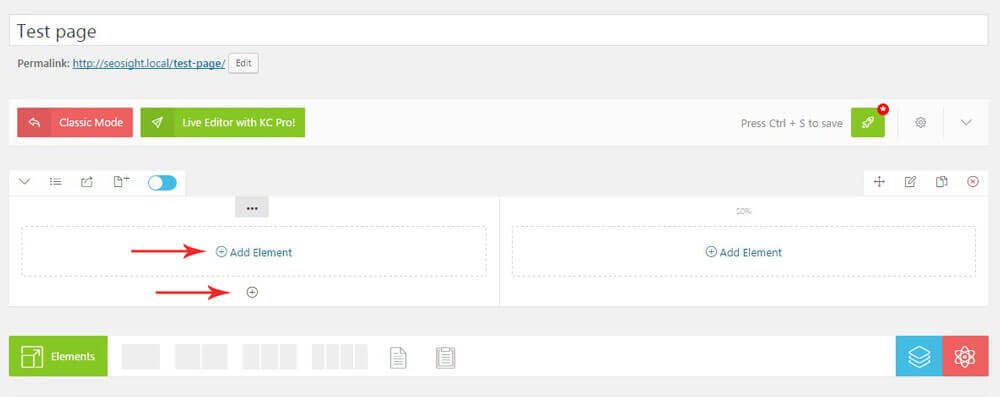 Test page
Permalink: http://seosight.local/test-page/ Edit
Classic Mode
Live Editor with KC Pro!
Press Ctrl + S to save
50%
Add Element
Add Element
Elements